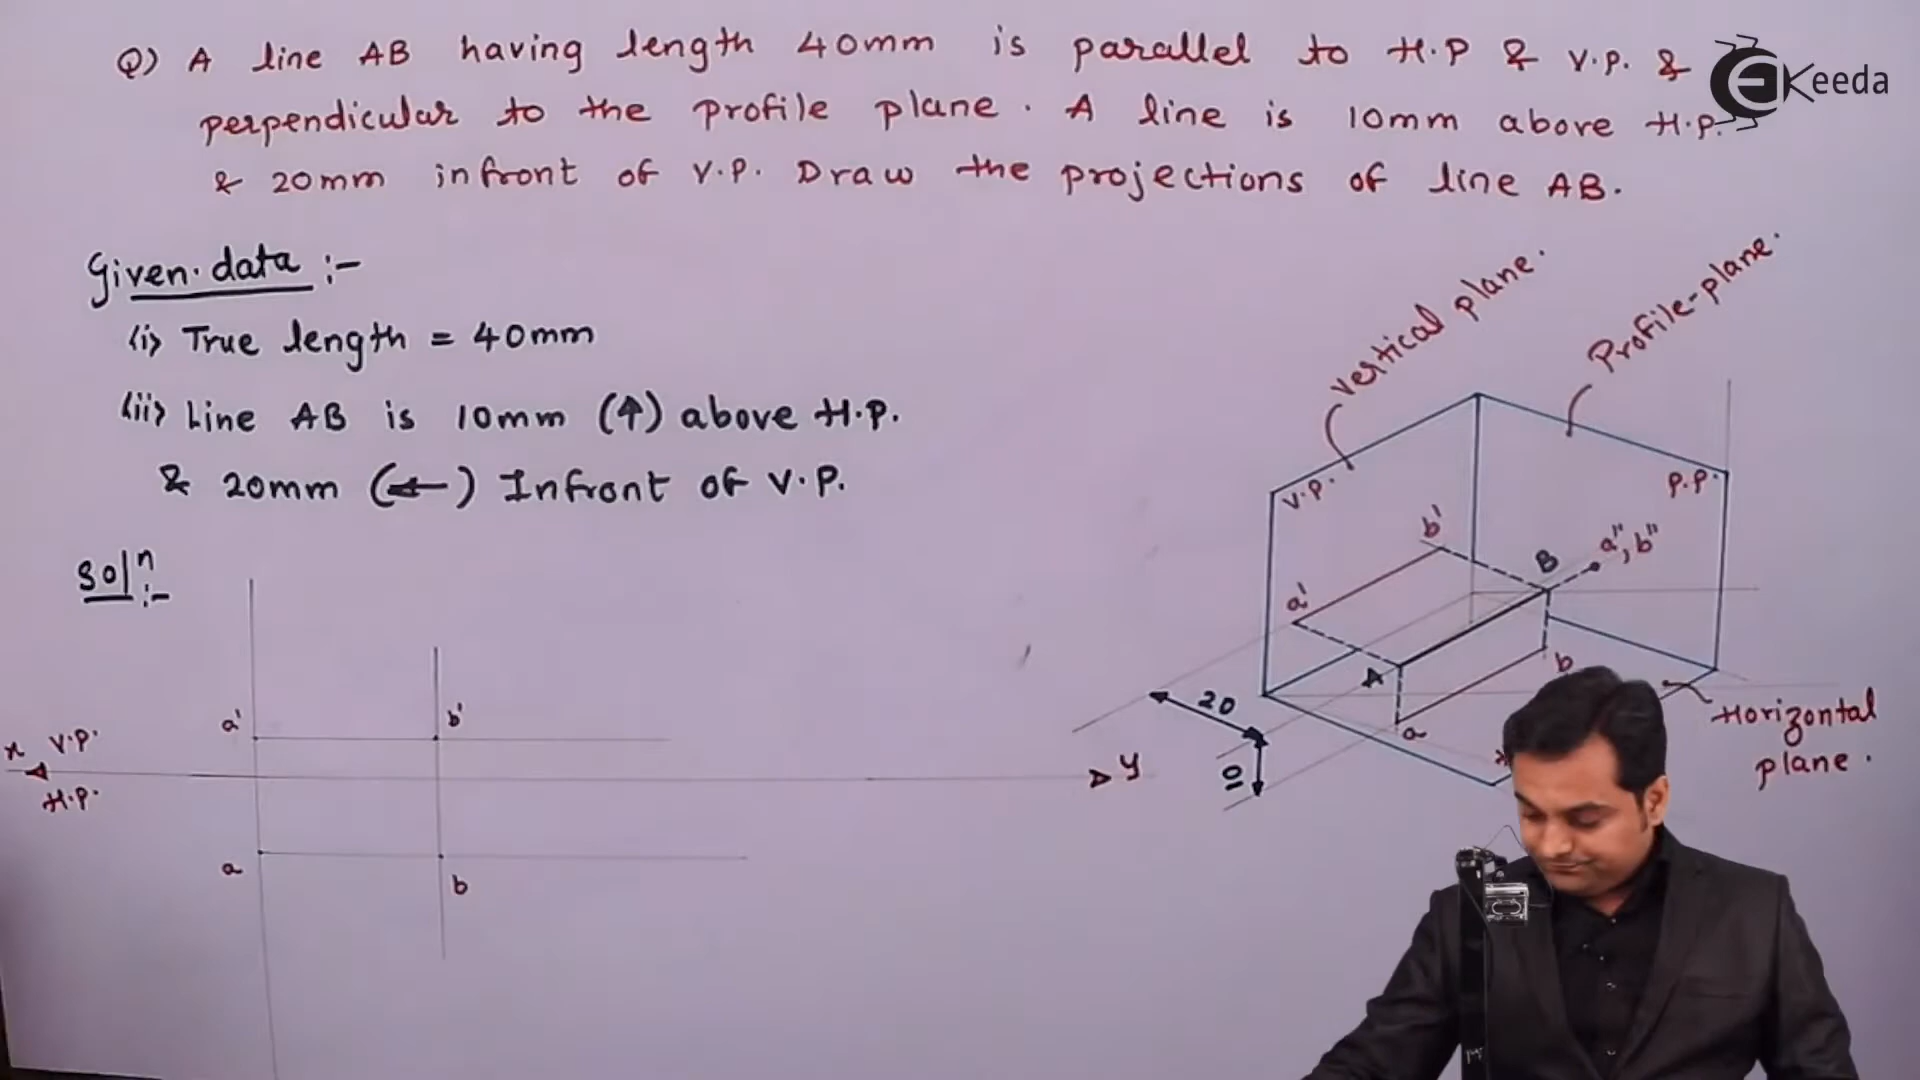 Q) A line AB having length 40mm is parallel to H.P & V.P. &
perpendicular to the profile plane. A line is 10mm above H.P.
& 20mm infront of V.P. Draw the projections of line AB.
EKeeda
Given data :-
(i) True length = 40mm
(ii) Line AB is 10mm (↑) above H.P.
& 20mm (←) Infront of V.P.
Solⁿ :-
a'
b'
x V.P.
H.P.
y
a
b
Vertical plane.
Profile-plane.
V.P.
P.P.
b'
B
a", b"
a'
A
b
a
20
10
x
Horizontal
plane.